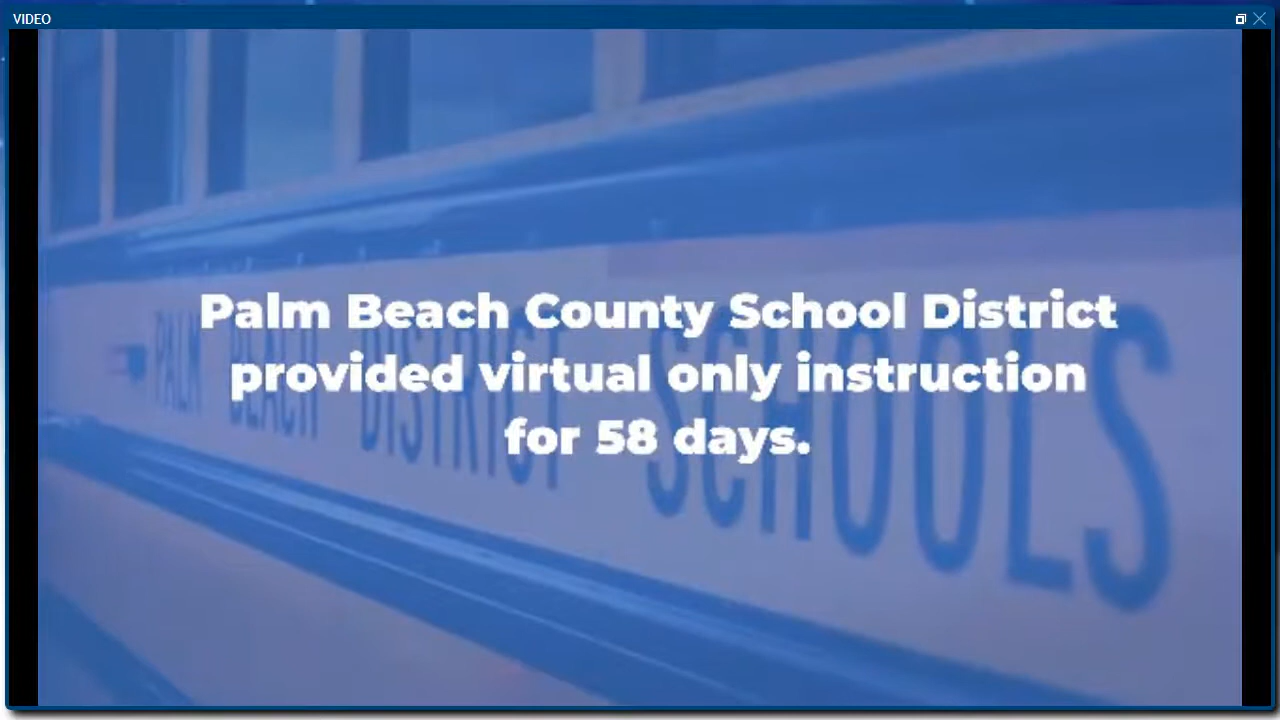 VIDEO
Palm Beach County School District
provided virtual only instruction
for 58 days.
PALM BEACH DISTRICT SCHOOLS